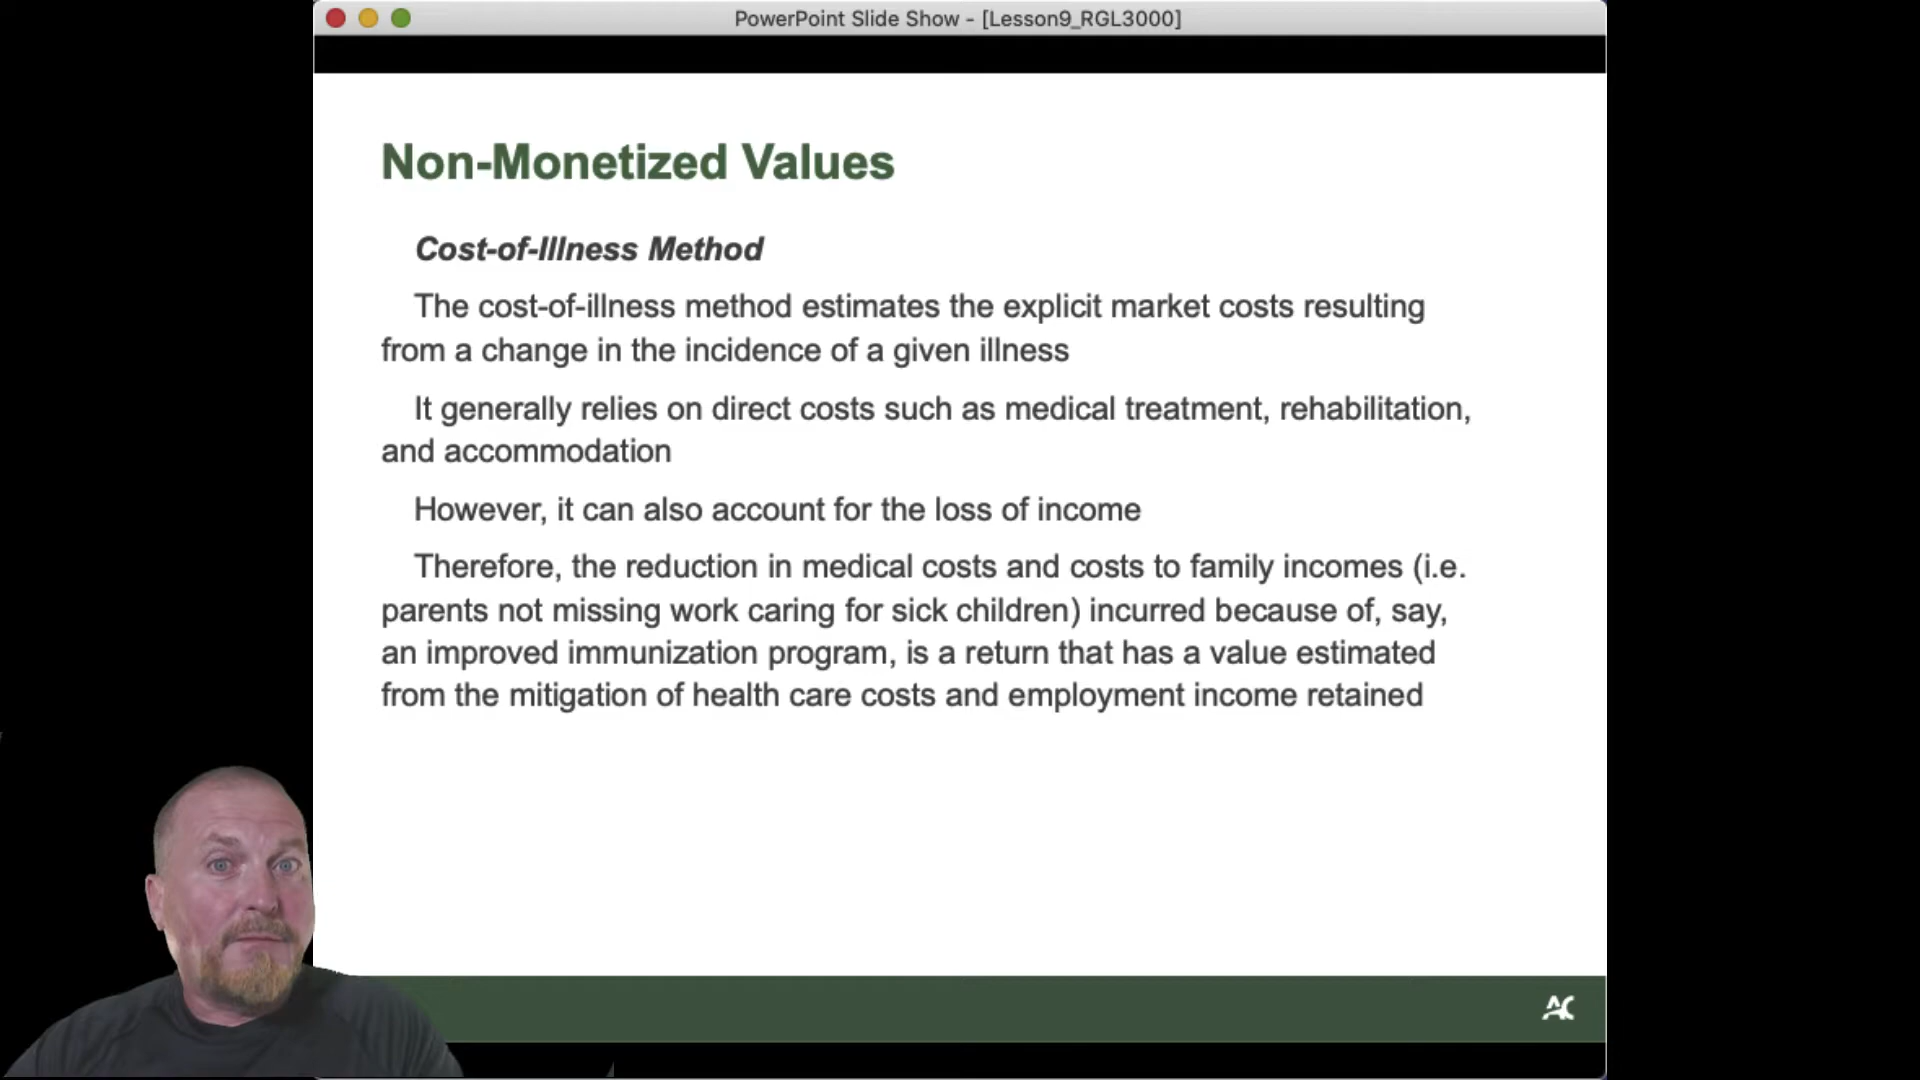 PowerPoint Slide Show - [Lesson9_RGL3000]
Non-Monetized Values
Cost-of-Illness Method
The cost-of-illness method estimates the explicit market costs resulting
from a change in the incidence of a given illness
It generally relies on direct costs such as medical treatment, rehabilitation,
and accommodation
However, it can also account for the loss of income
Therefore, the reduction in medical costs and costs to family incomes (i.e.
parents not missing work caring for sick children) incurred because of, say,
an improved immunization program, is a return that has a value estimated
from the mitigation of health care costs and employment income retained
AC